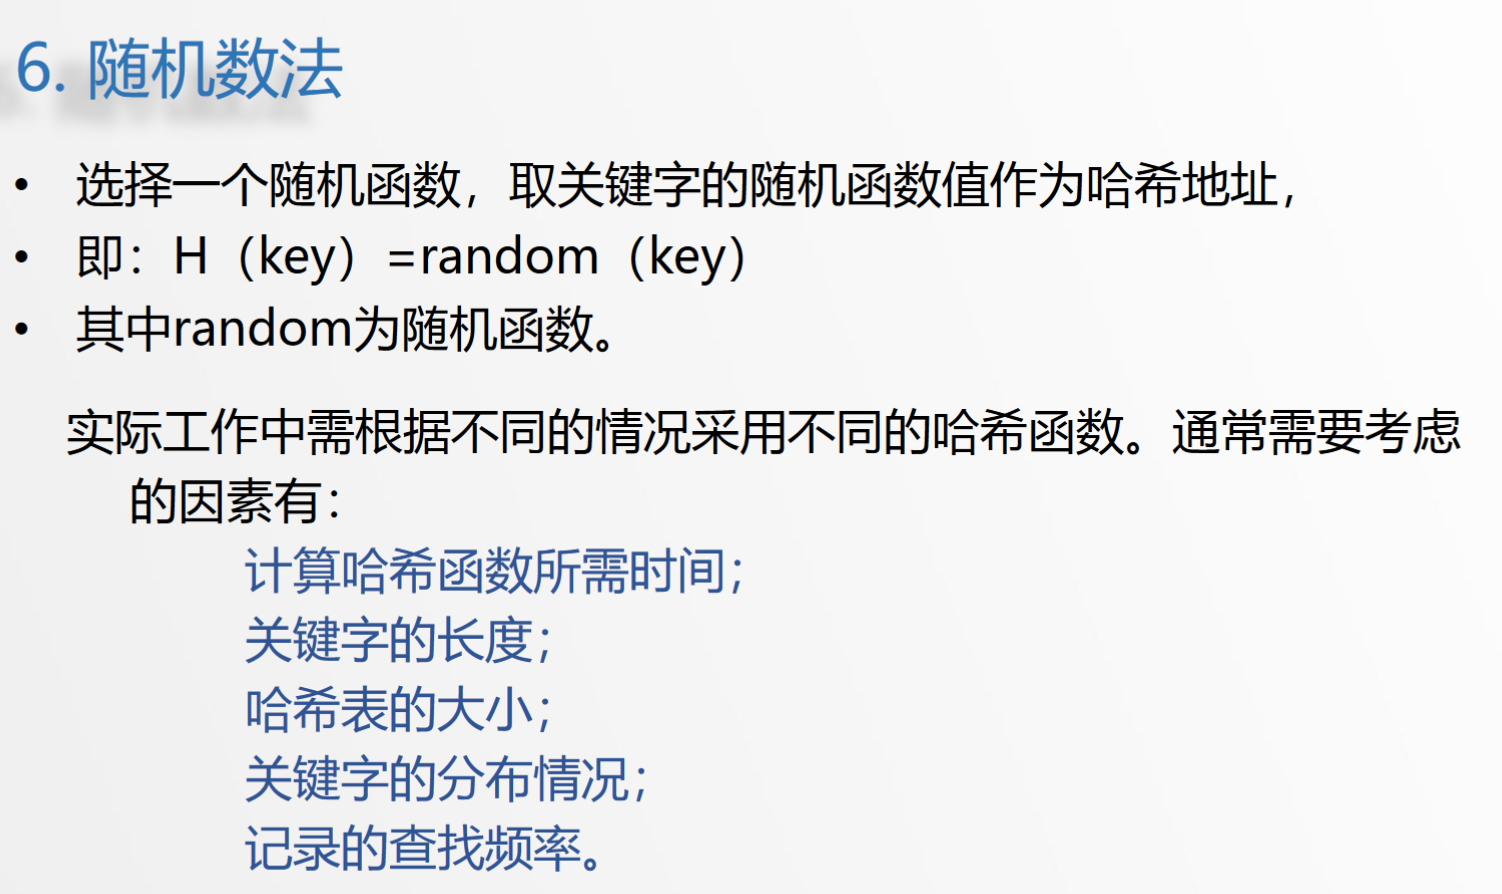 6. 随机数法
• 选择一个随机函数，取关键字的随机函数值作为哈希地址，
• 即：H（key）=random（key）
• 其中random为随机函数。
实际工作中需根据不同的情况采用不同的哈希函数。通常需要考虑
的因素有：
计算哈希函数所需时间；
关键字的长度；
哈希表的大小；
关键字的分布情况；
记录的查找频率。